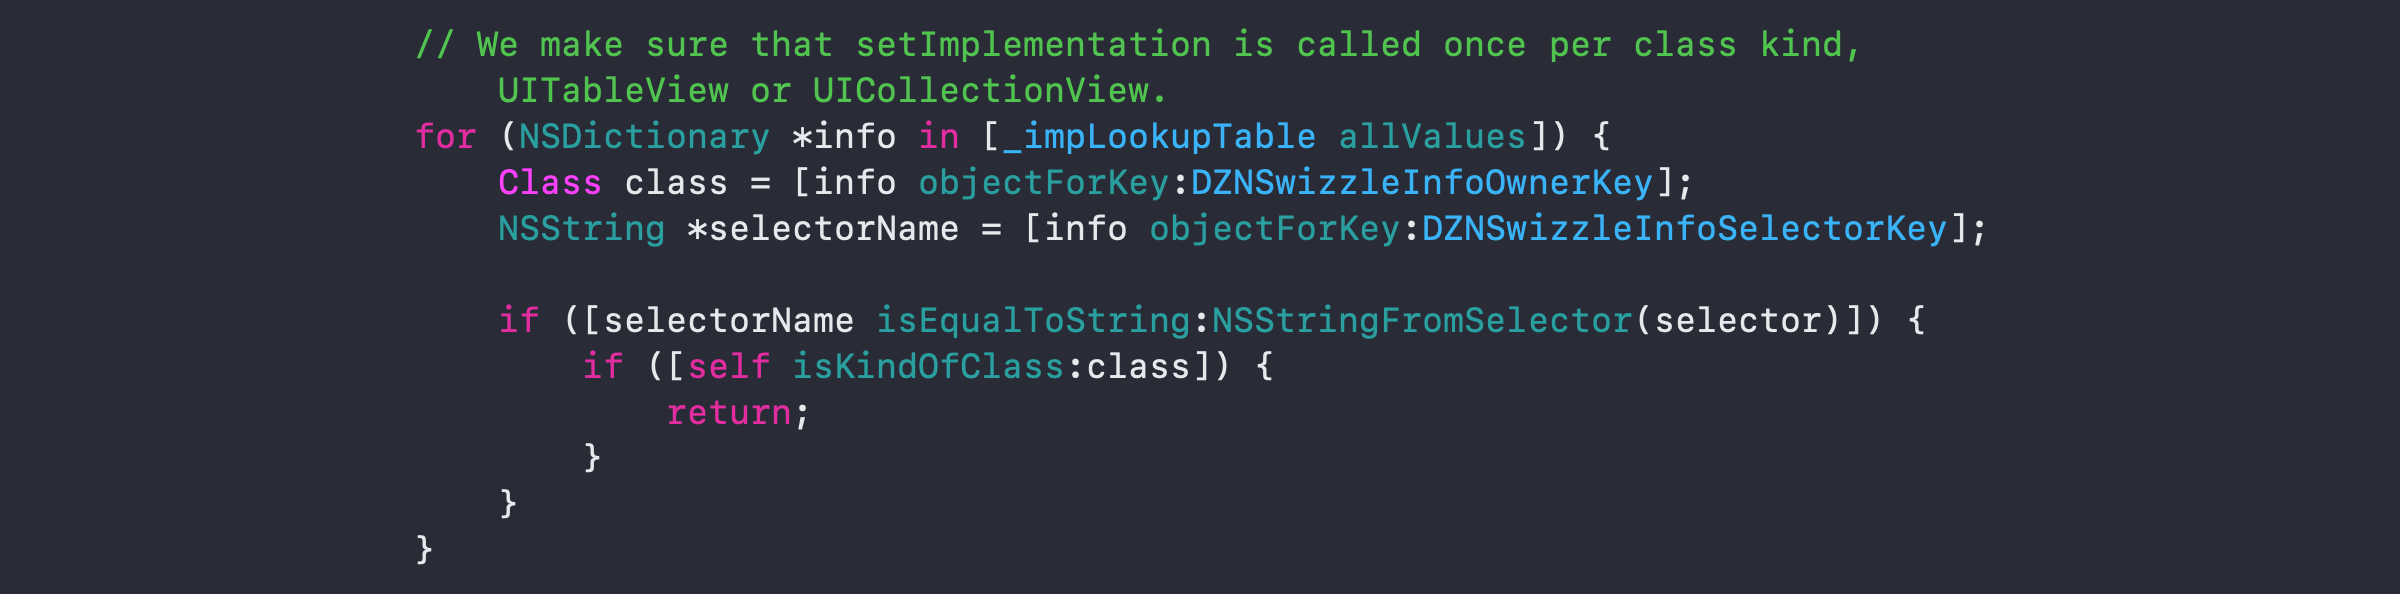 // We make sure that setImplementation is called once per class kind,
    UITableView or UICollectionView.
for (NSDictionary *info in [_impLookupTable allValues]) {
    Class class = [info objectForKey:DZNSwizzleInfoOwnerKey];
    NSString *selectorName = [info objectForKey:DZNSwizzleInfoSelectorKey];

    if ([selectorName isEqualToString:NSStringFromSelector(selector)]) {
        if ([self isKindOfClass:class]) {
            return;
        }
    }
}